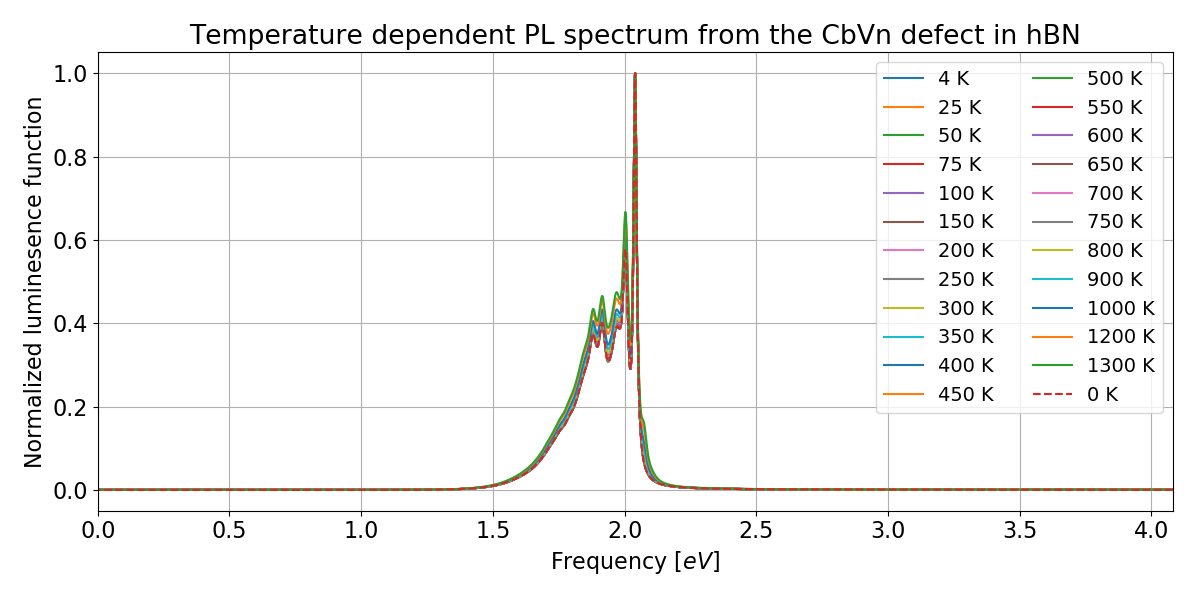 Temperature dependent PL spectrum from the CbVn defect in hBN
Normalized luminesence function
1.0
0.8
0.6
0.4
0.2
0.0
0.0 0.5 1.0 1.5 2.0 2.5 3.0 3.5 4.0
Frequency [eV]
4 K
25 K
50 K
75 K
100 K
150 K
200 K
250 K
300 K
350 K
400 K
450 K
500 K
550 K
600 K
650 K
700 K
750 K
800 K
900 K
1000 K
1200 K
1300 K
0 K